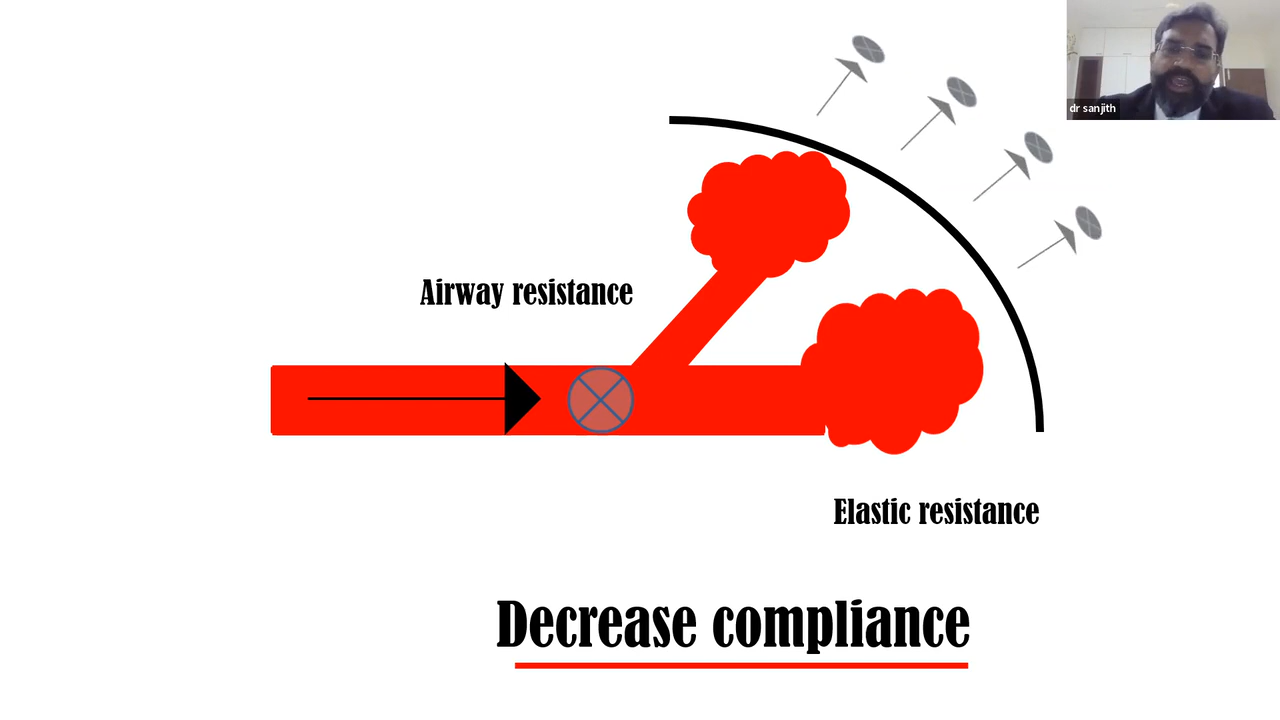 dr sanjith
Airway resistance
Elastic resistance
Decrease compliance